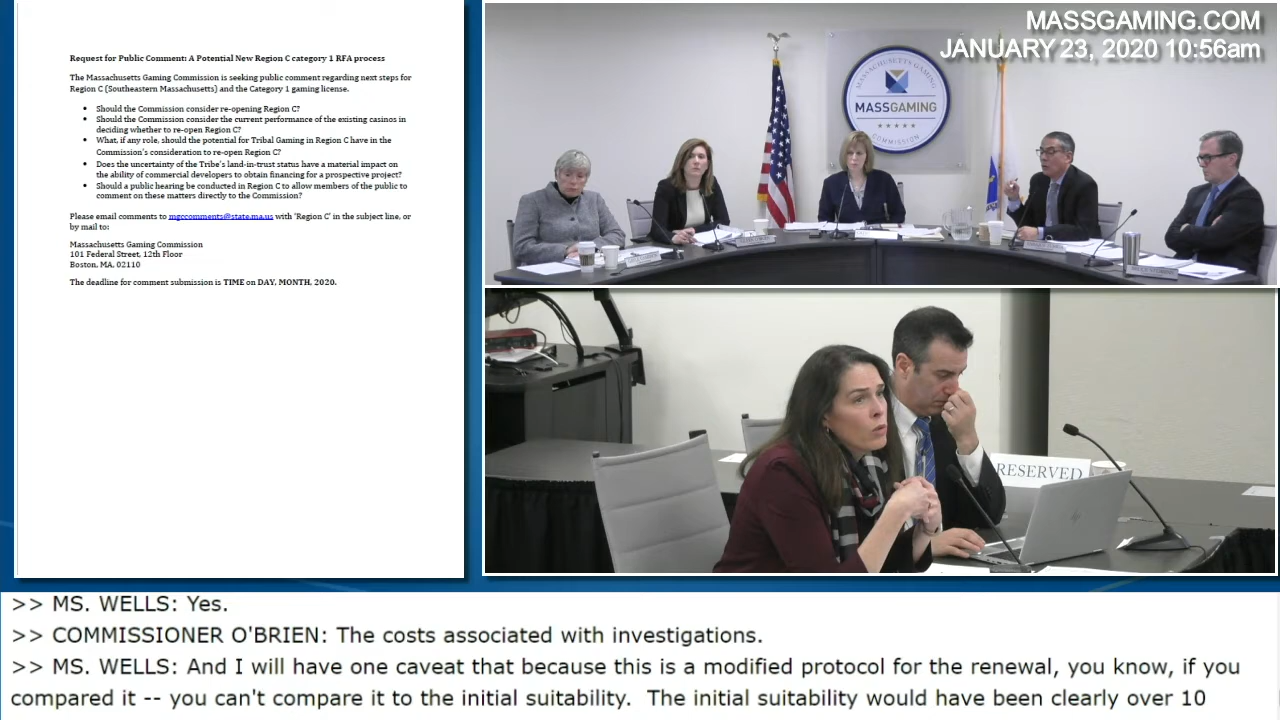 Request for Public Comment: A Potential New Region C category 1 RFA process
The Massachusetts Gaming Commission is seeking public comment regarding next steps for
Region C (Southeastern Massachusetts) and the Category 1 gaming license.
• Should the Commission consider re-opening Region C?
• Should the Commission consider the current performance of the existing casinos in
deciding whether to re-open Region C?
• What, if any role, should the potential for Tribal Gaming in Region C have in the
Commission's consideration to re-open Region C?
• Does the uncertainty of the Tribe's land-in-trust status have a material impact on
the ability of commercial developers to obtain financing for a prospective project?
• Should a public hearing be conducted in Region C to allow members of the public to
comment on these matters directly to the Commission?
Please email comments to mgccomments@state.ma.us with 'Region C' in the subject line, or
by mail to:
Massachusetts Gaming Commission
101 Federal Street, 12th Floor
Boston, MA. 02110
The deadline for comment submission is TIME on DAY, MONTH, 2020.
MASSGAMING.COM
JANUARY 23, 2020 10:56am
MASSACHUSETTS GAMING
MASSGAMING
COMMISSION
RESERVED
>> MS. WELLS: Yes.
>> COMMISSIONER O'BRIEN: The costs associated with investigations.
>> MS. WELLS: And I will have one caveat that because this is a modified protocol for the renewal, you know, if you
compared it -- you can't compare it to the initial suitability.  The initial suitability would have been clearly over 10